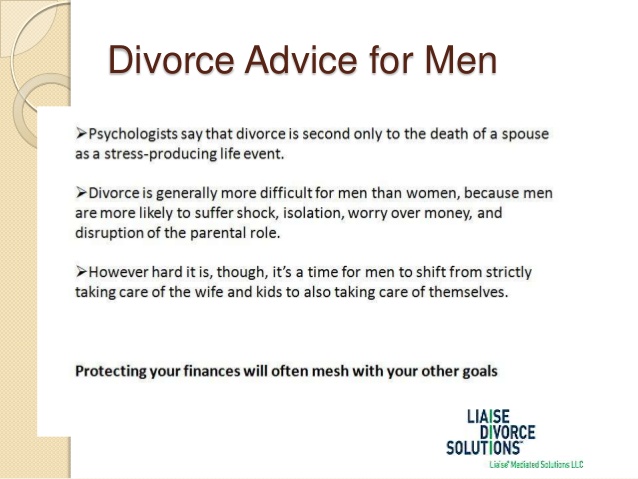 Divorce Advice for Men
➢Psychologists say that divorce is second only to the death of a spouse
as a stress-producing life event.
➢Divorce is generally more difficult for men than women, because men
are more likely to suffer shock, isolation, worry over money, and
disruption of the parental role.
➢However hard it is, though, it's a time for men to shift from strictly
taking care of the wife and kids to also taking care of themselves.
Protecting your finances will often mesh with your other goals
LIAISE
DIVORCE
SOLUTIONS™
Liaise® Mediated Solutions LLC